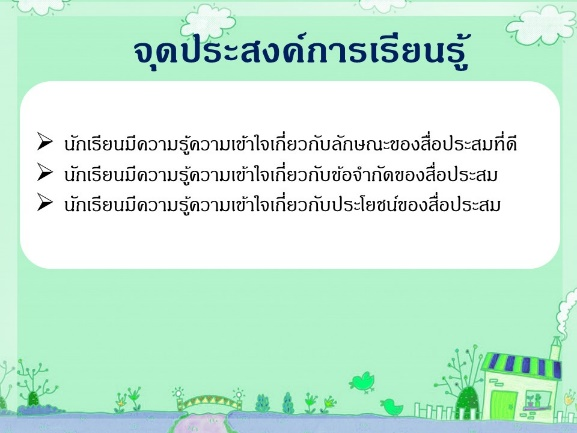 จุดประสงค์การเรียนรู้
➢ นักเรียนมีความรู้ความเข้าใจเกี่ยวกับลักษณะของสื่อประสมที่ดี
➢ นักเรียนมีความรู้ความเข้าใจเกี่ยวกับข้อจำกัดของสื่อประสม
➢ นักเรียนมีความรู้ความเข้าใจเกี่ยวกับประโยชน์ของสื่อประสม